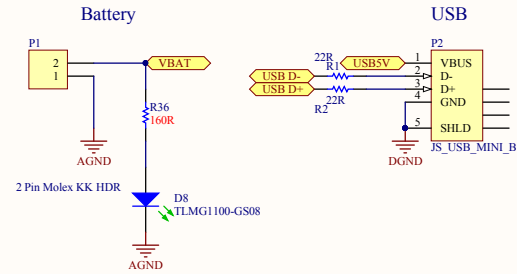 Battery
USB
P1
2
1
VBAT
R36
160R
AGND
2 Pin Molex KK HDR
D8
TLMG1100-GS08
AGND
22R
R1
USB5V
USB D-
USB D+
22R
R2
P2
1 VBUS
2 D-
3 D+
4 GND
5 SHLD
JS_USB_MINI_B
DGND